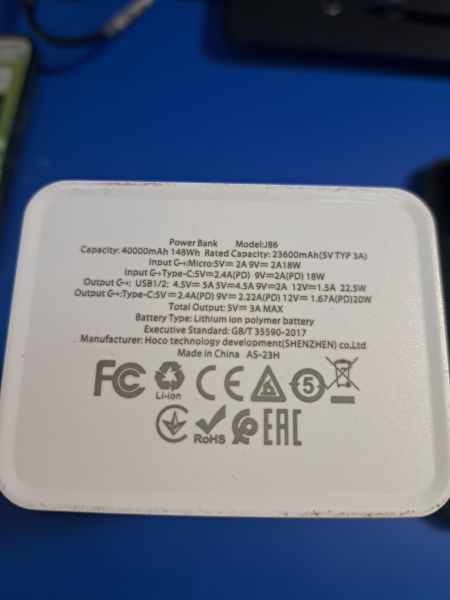 Power Bank Model:J86
Capacity: 40000mAh 148Wh Rated Capacity: 23600mAh(5V TYP 3A)
Input G→:Micro:5V⎓2A 9V⎓2A18W
Input G→Type-C:5V⎓2.4A(PD) 9V⎓2A(PD) 18W
Output G→: USB1/2: 4.5V⎓5A 5V⎓4.5A 9V⎓2A 12V⎓1.5A 22.5W
Output G→:Type-C:5V⎓2.4A(PD) 9V⎓2.22A(PD) 12V⎓1.67A(PD)20W
Total Output: 5V⎓3A MAX
Battery Type: Lithium ion polymer battery
Executive Standard: GB/T 35590-2017
Manufacturer: Hoco technology development(SHENZHEN) co,Ltd
Made in China AS-23H
FC Li-ion CE 5
RoHS EAC